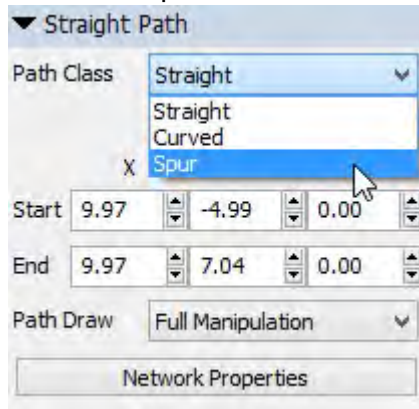 Straight Path
Path Class Straight
Straight
Curved
X Spur
Start 9.97 -4.99 0.00
End 9.97 7.04 0.00
Path Draw Full Manipulation
Network Properties